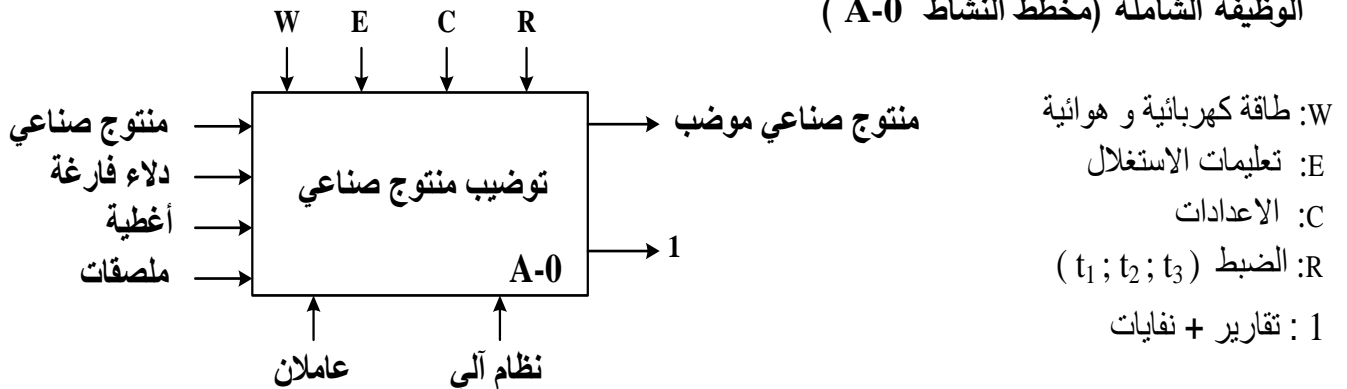 الوظيفة الشاملة (مخطط النشاط A-0 )
W E C R
منتوج صناعي
دلاء فارغة
أغطية
ملصقات
توضيب منتوج صناعي
A-0
منتوج صناعي موضب
1
عاملان
نظام آلي
W: طاقة كهربائية و هوائية
E: تعليمات الاستغلال
C: الاعدادات
R: الضبط ( t₁ ; t₂ ; t₃ )
1 : تقارير + نفايات